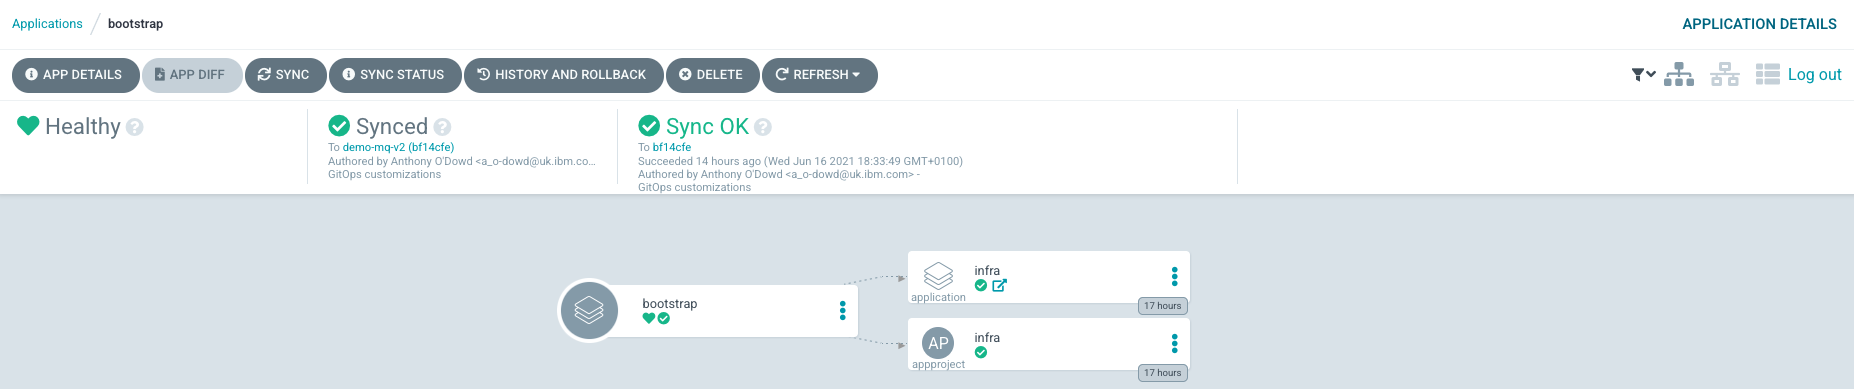 Applications / bootstrap
APPLICATION DETAILS
APP DETAILS
APP DIFF
SYNC
SYNC STATUS
HISTORY AND ROLLBACK
DELETE
REFRESH
Log out
Healthy
Synced
To demo-mq-v2 (bf14cfe)
Authored by Anthony O'Dowd <a_o-dowd@uk.ibm.co...
GitOps customizations
Sync OK
To bf14cfe
Succeeded 14 hours ago (Wed Jun 16 2021 18:33:49 GMT+0100)
Authored by Anthony O'Dowd <a_o-dowd@uk.ibm.com> -
GitOps customizations
bootstrap
infra
application
17 hours
AP
infra
appproject
17 hours